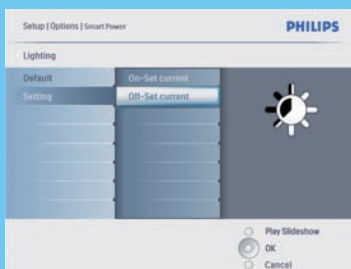 Setup | Options | Smart Power
PHILIPS
Lighting
Default
On-Set current
Setting
Off-Set current
Play Slideshow
OK
Cancel